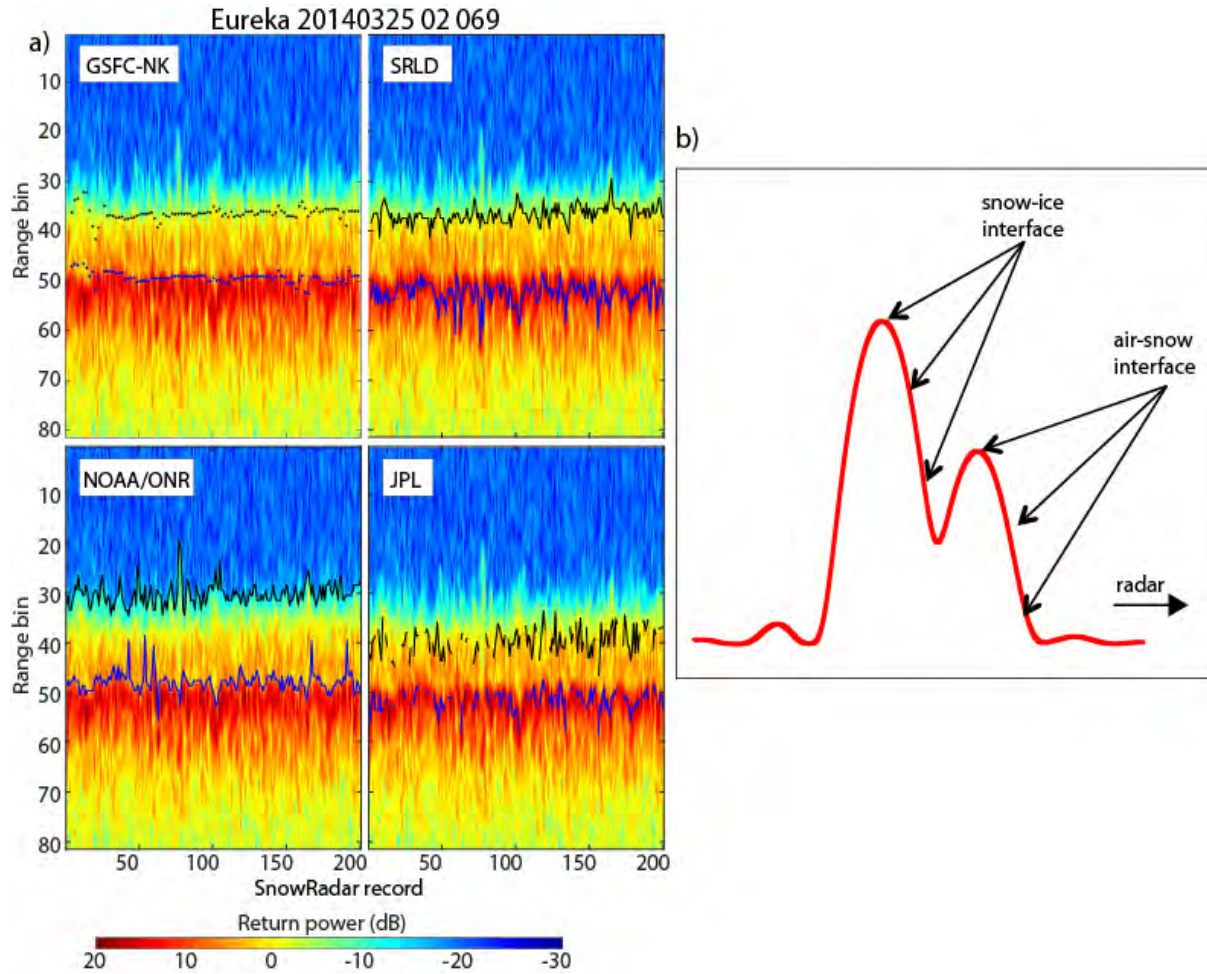 Eureka 20140325 02 069
a)
GSFC-NK
SRLD
10
20
30
40
50
60
70
80
Range bin
NOAA/ONR
JPL
10
20
30
40
50
60
70
80
Range bin
50
100
150
200
50
100
150
200
SnowRadar record
Return power (dB)
20
10
0
-10
-20
-30
b)
snow-ice
interface
air-snow
interface
radar